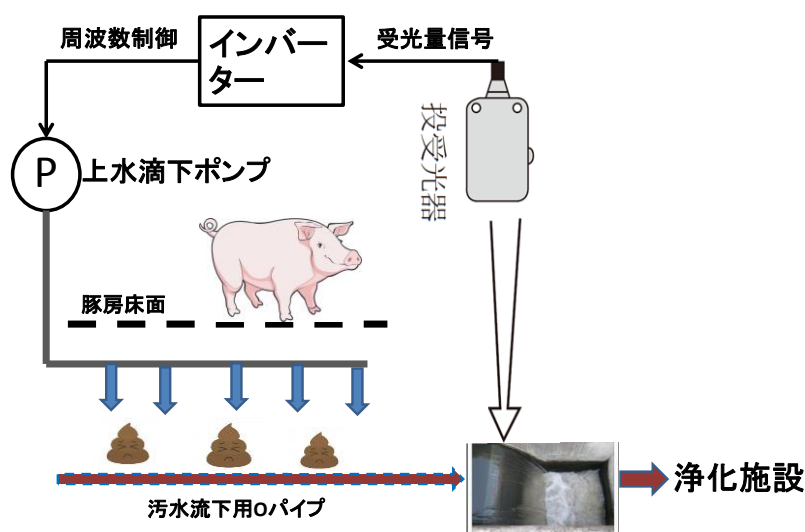 周波数制御
インバー
ター
受光量信号
投受光器
P
上水滴下ポンプ
豚房床面
汚水流下用Oパイプ
浄化施設